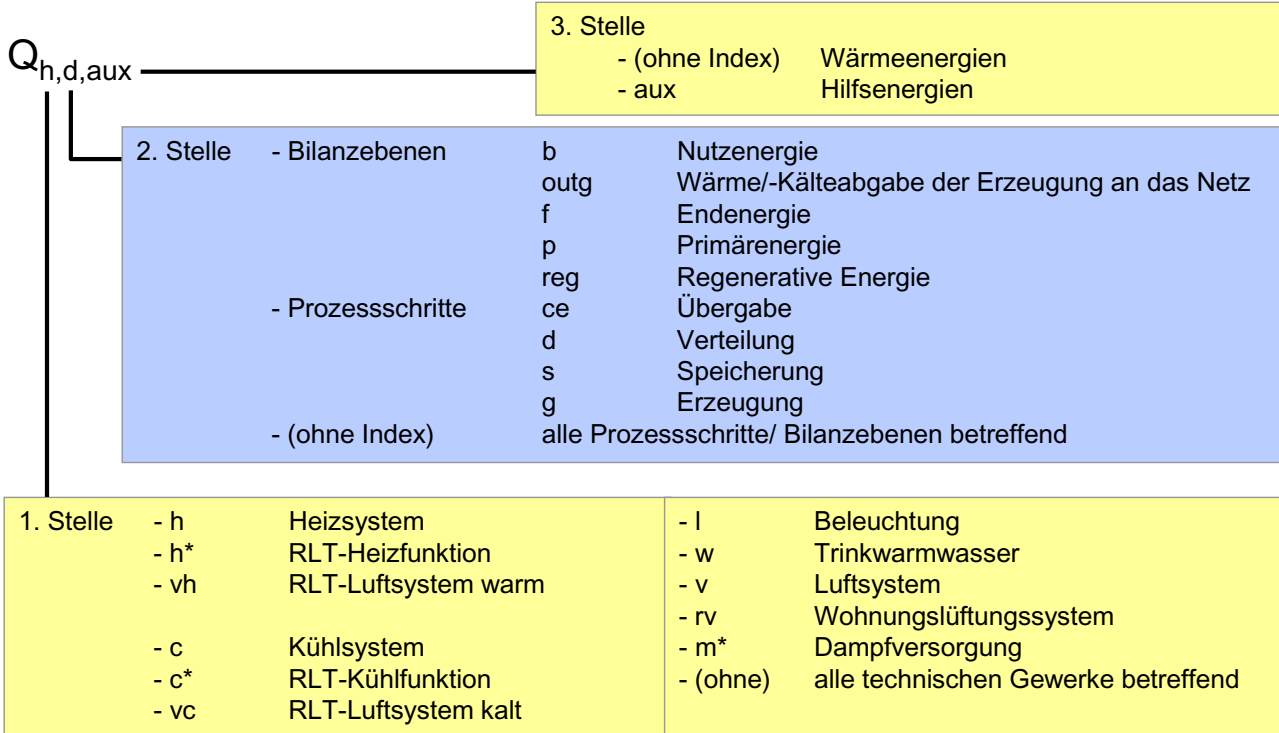 Q h,d,aux
3. Stelle
- (ohne Index) Wärmeenergien
- aux Hilfsenergien
2. Stelle - Bilanzebenen b Nutzenergie
outg Wärme/-Kälteabgabe der Erzeugung an das Netz
f Endenergie
p Primärenergie
reg Regenerative Energie
- Prozessschritte ce Übergabe
d Verteilung
s Speicherung
g Erzeugung
- (ohne Index) alle Prozessschritte/ Bilanzebenen betreffend
1. Stelle - h Heizsystem
- h* RLT-Heizfunktion
- vh RLT-Luftsystem warm
- c Kühlsystem
- c* RLT-Kühlfunktion
- vc RLT-Luftsystem kalt
- l Beleuchtung
- w Trinkwarmwasser
- v Luftsystem
- rv Wohnungslüftungssystem
- m* Dampfversorgung
- (ohne) alle technischen Gewerke betreffend